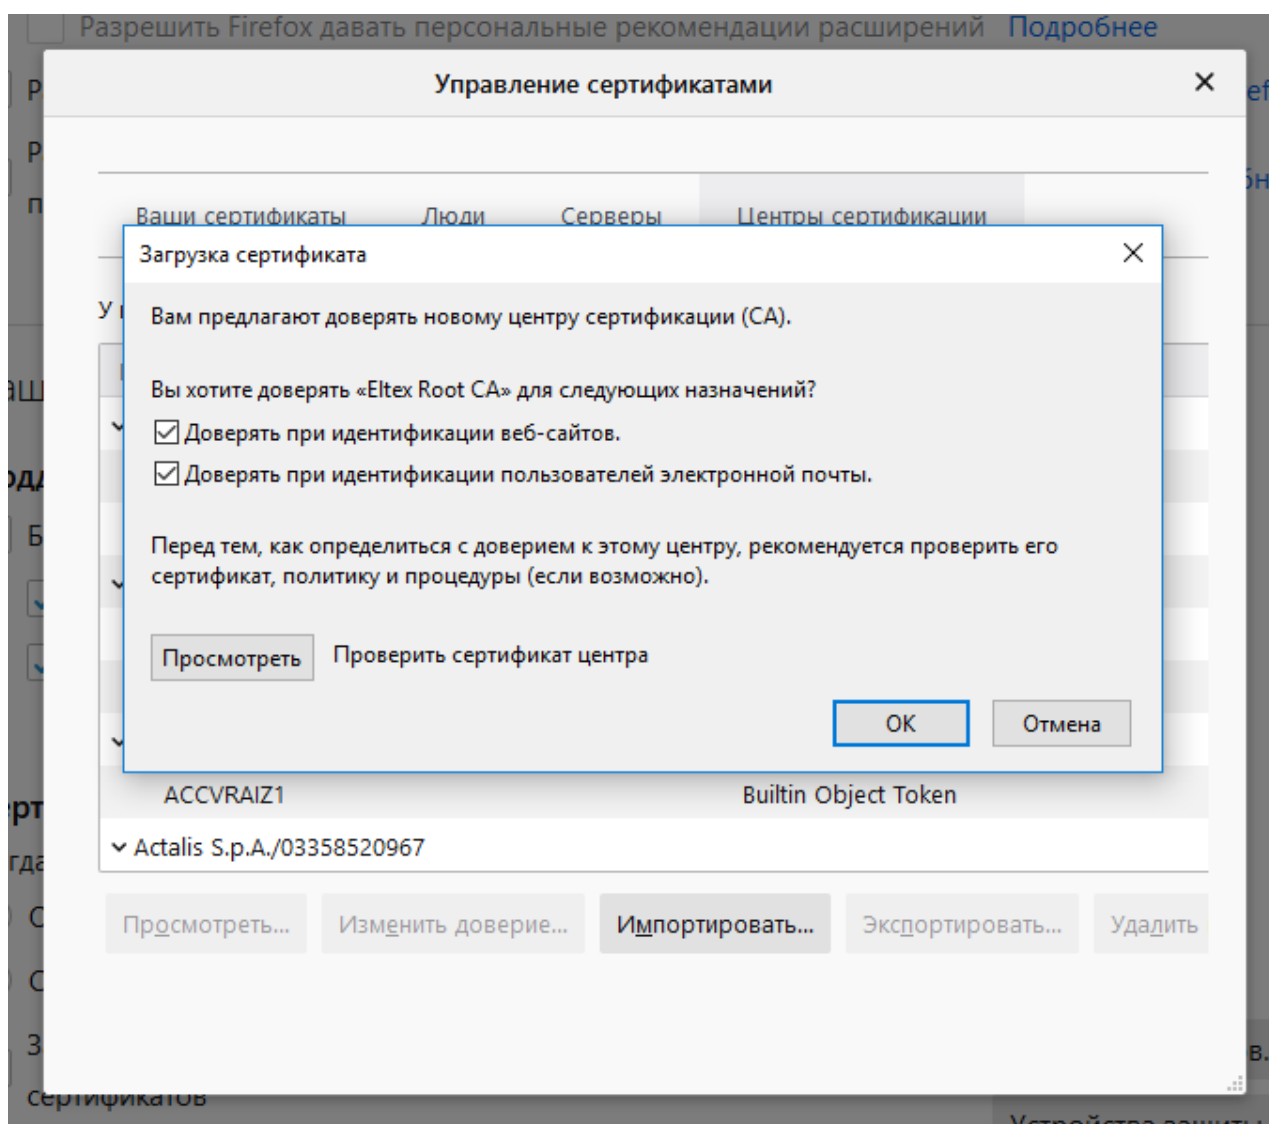 Разрешить Firefox давать персональные рекомендации расширений Подробнее
Управление сертификатами
Ваши сертификаты Люди Серверы Центры сертификации
Загрузка сертификата
У
Вам предлагают доверять новому центру сертификации (CA).
Вы хотите доверять «Eltex Root CA» для следующих назначений?
Доверять при идентификации веб-сайтов.
Доверять при идентификации пользователей электронной почты.
Перед тем, как определиться с доверием к этому центру, рекомендуется проверить его
сертификат, политику и процедуры (если возможно).
Просмотреть Проверить сертификат центра
ОК Отмена
ACCVRAIZ1 Builtin Object Token
Actalis S.p.A./03358520967
Просмотреть... Изменить доверие... Импортировать... Экспортировать... Удалить
сертификатов
Устройства защиты